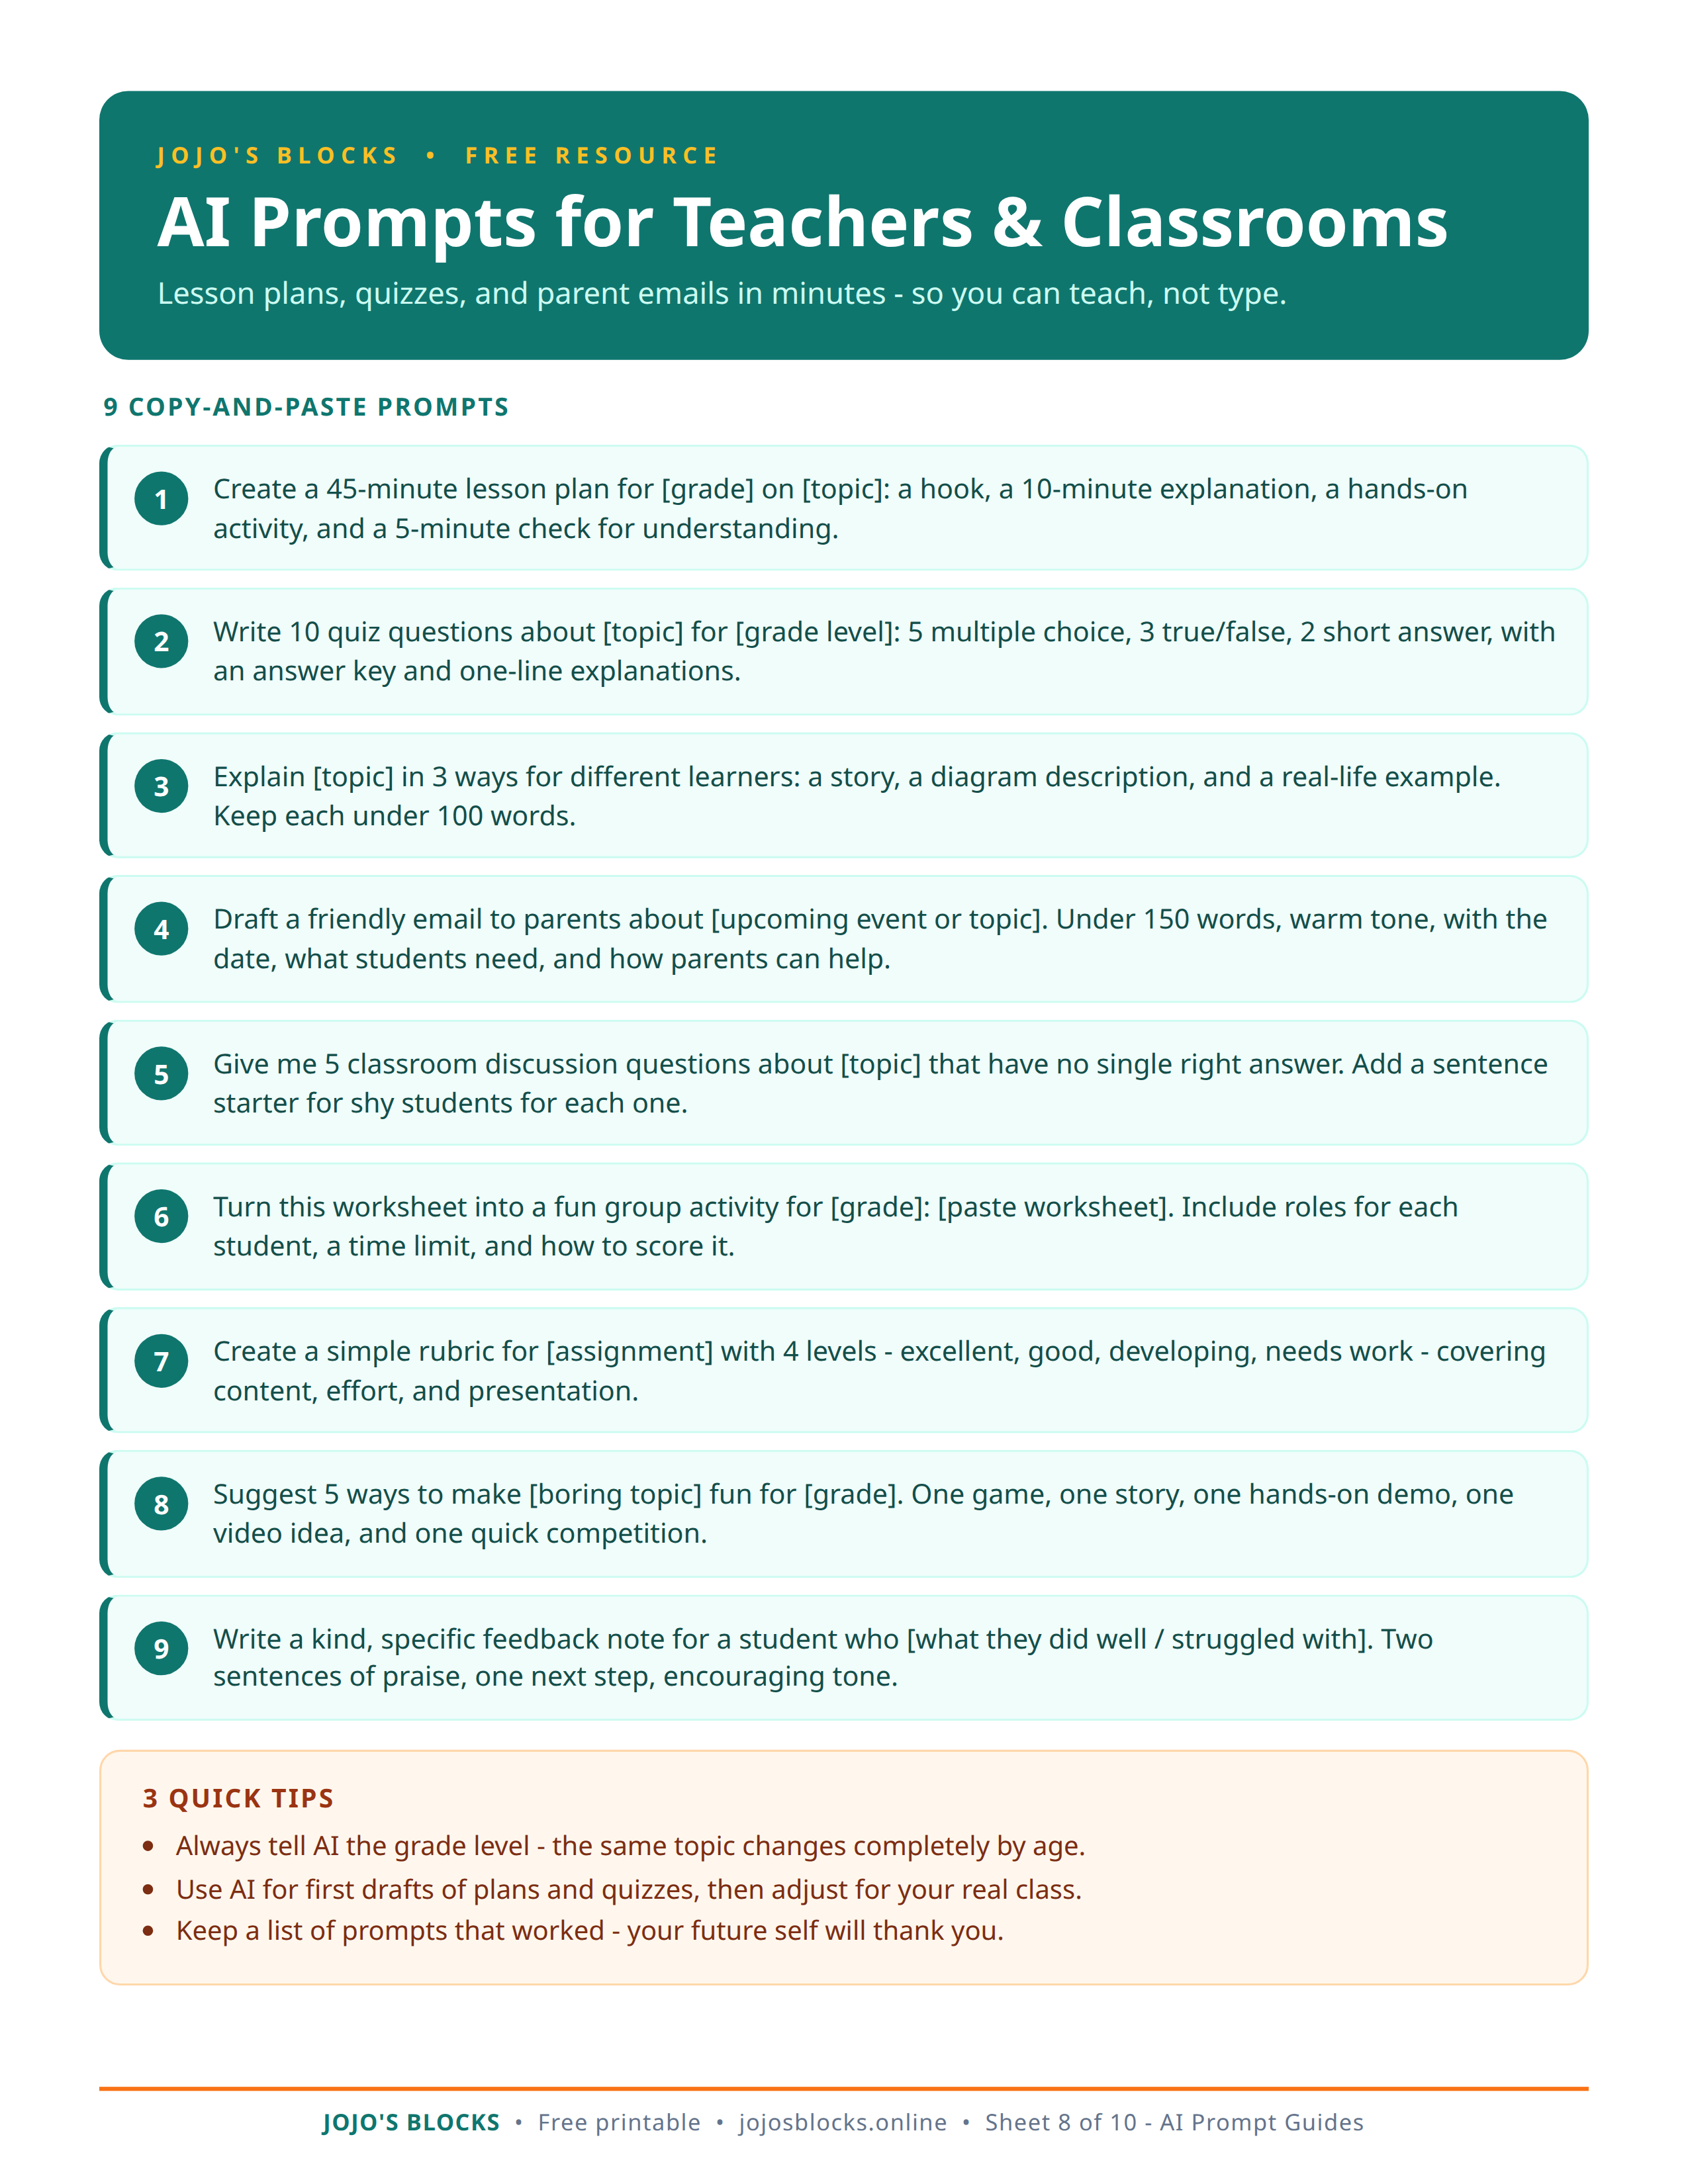 JOJO'S BLOCKS • FREE RESOURCE
AI Prompts for Teachers & Classrooms
Lesson plans, quizzes, and parent emails in minutes - so you can teach, not type.
9 COPY-AND-PASTE PROMPTS
1 Create a 45-minute lesson plan for [grade] on [topic]: a hook, a 10-minute explanation, a hands-on
activity, and a 5-minute check for understanding.
2 Write 10 quiz questions about [topic] for [grade level]: 5 multiple choice, 3 true/false, 2 short answer, with
an answer key and one-line explanations.
3 Explain [topic] in 3 ways for different learners: a story, a diagram description, and a real-life example.
Keep each under 100 words.
4 Draft a friendly email to parents about [upcoming event or topic]. Under 150 words, warm tone, with the
date, what students need, and how parents can help.
5 Give me 5 classroom discussion questions about [topic] that have no single right answer. Add a sentence
starter for shy students for each one.
6 Turn this worksheet into a fun group activity for [grade]: [paste worksheet]. Include roles for each
student, a time limit, and how to score it.
7 Create a simple rubric for [assignment] with 4 levels - excellent, good, developing, needs work - covering
content, effort, and presentation.
8 Suggest 5 ways to make [boring topic] fun for [grade]. One game, one story, one hands-on demo, one
video idea, and one quick competition.
9 Write a kind, specific feedback note for a student who [what they did well / struggled with]. Two
sentences of praise, one next step, encouraging tone.
3 QUICK TIPS
• Always tell AI the grade level - the same topic changes completely by age.
• Use AI for first drafts of plans and quizzes, then adjust for your real class.
• Keep a list of prompts that worked - your future self will thank you.
JOJO'S BLOCKS • Free printable • jojosblocks.online • Sheet 8 of 10 - AI Prompt Guides